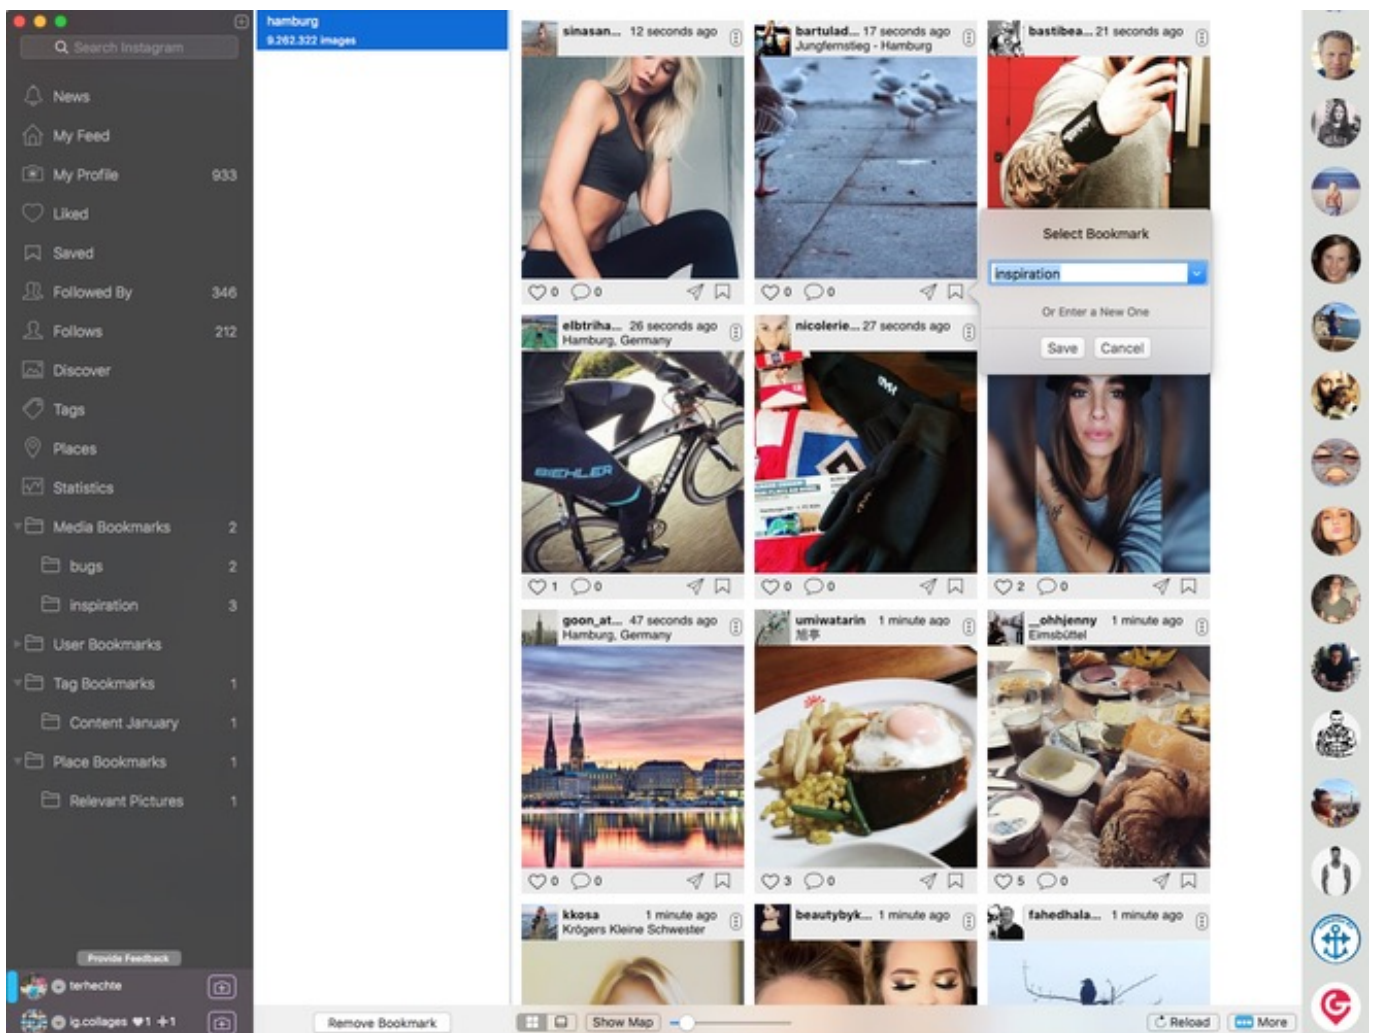 Search Instagram
News
My Feed
My Profile 933
Liked
Saved
Followed By 346
Follows 212
Discover
Tags
Places
Statistics
Media Bookmarks 2
bugs 2
inspiration 3
User Bookmarks
Tag Bookmarks 1
Content January 1
Place Bookmarks 1
Relevant Pictures 1
Provide Feedback
terhechte
ig.collages ♥1 +1
hamburg
9.262.322 images
Remove Bookmark
sinasan... 12 seconds ago
0 0
bartulad... 17 seconds ago
Jungfernstieg - Hamburg
0 0
bastibea... 21 seconds ago
Select Bookmark
inspiration
Or Enter a New One
Save Cancel
elbtriha... 26 seconds ago
Hamburg, Germany
BIEHLER
TREK
1 0
nicolerie... 27 seconds ago
0 0
2 0
goon_at... 47 seconds ago
Hamburg, Germany
0 0
umiwatarin 1 minute ago
旭亭
3 0
__ohhjenny 1 minute ago
Eimsbüttel
5 0
kkosa 1 minute ago
Krögers Kleine Schwester
beautybyk... 1 minute ago
fahedhala... 1 minute ago
Show Map
Reload
More